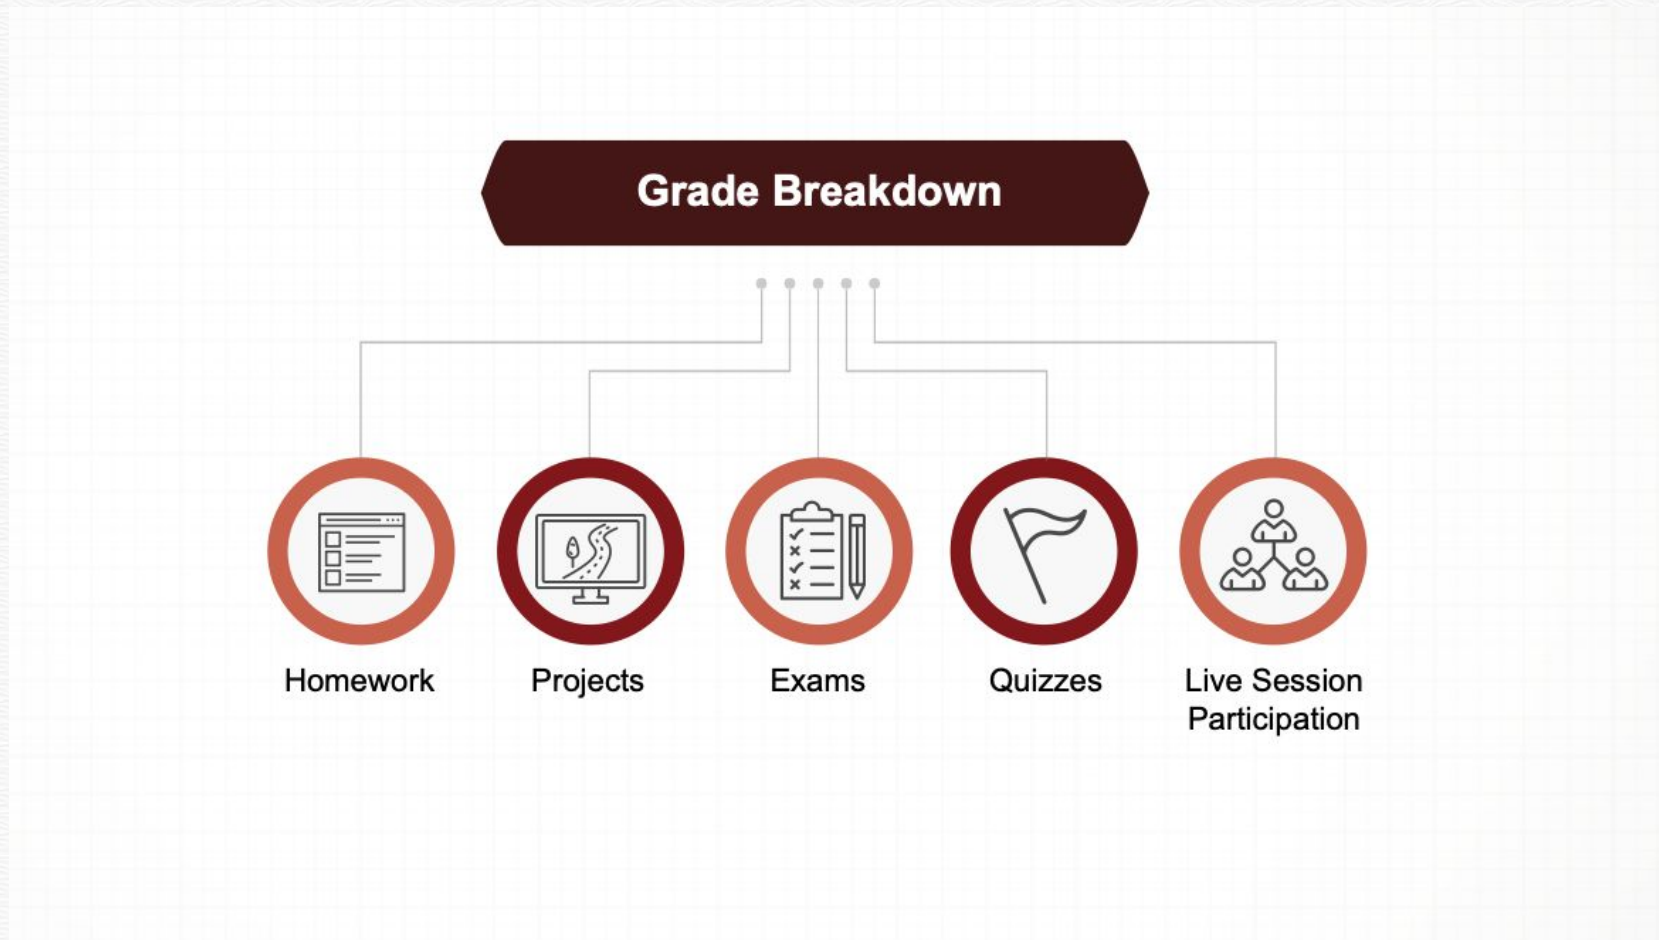 Grade Breakdown
Homework
Projects
Exams
Quizzes
Live Session
Participation